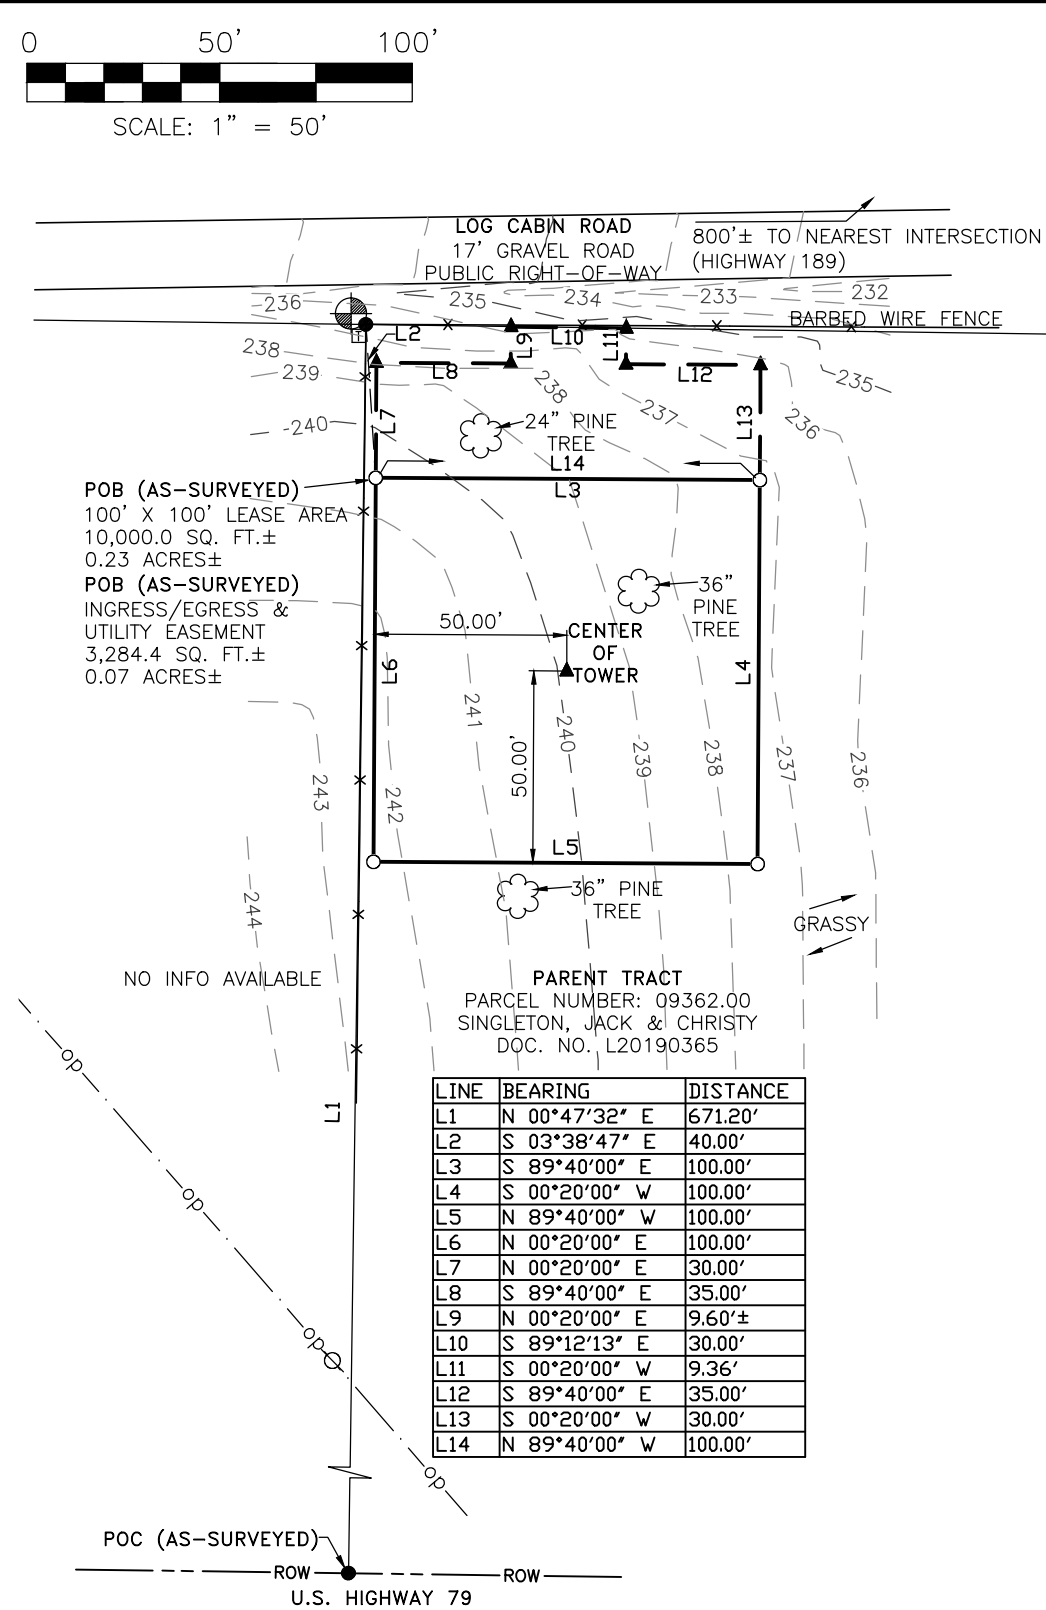 0 50' 100'
SCALE: 1" = 50'
LOG CABIN ROAD
17' GRAVEL ROAD
PUBLIC RIGHT-OF-WAY
800'± TO NEAREST INTERSECTION
(HIGHWAY 189)
236
235
234
233
232
BARBED WIRE FENCE
L2
L9
L10
L11
238
239
L8
L12
238
237
235
236
240
L7
L13
24" PINE
TREE
L14
L3
POB (AS-SURVEYED)
100' X 100' LEASE AREA
10,000.0 SQ. FT.±
0.23 ACRES±
POB (AS-SURVEYED)
INGRESS/EGRESS &
UTILITY EASEMENT
3,284.4 SQ. FT.±
0.07 ACRES±
36"
PINE
TREE
50.00'
CENTER
OF
TOWER
L6
L4
50.00'
241
240
239
238
237
236
243
242
L5
36" PINE
TREE
244
GRASSY
NO INFO AVAILABLE
PARENT TRACT
PARCEL NUMBER: 09362.00
SINGLETON, JACK & CHRISTY
DOC. NO. L20190365
op
L1
LINE BEARING DISTANCE
L1 N 00°47'32" E 671.20'
L2 S 03°38'47" E 40.00'
L3 S 89°40'00" E 100.00'
L4 S 00°20'00" W 100.00'
L5 N 89°40'00" W 100.00'
L6 N 00°20'00" E 100.00'
L7 N 00°20'00" E 30.00'
L8 S 89°40'00" E 35.00'
L9 N 00°20'00" E 9.60'±
L10 S 89°12'13" E 30.00'
L11 S 00°20'00" W 9.36'
L12 S 89°40'00" E 35.00'
L13 S 00°20'00" W 30.00'
L14 N 89°40'00" W 100.00'
op
op
op
POC (AS-SURVEYED)
ROW
ROW
U.S. HIGHWAY 79